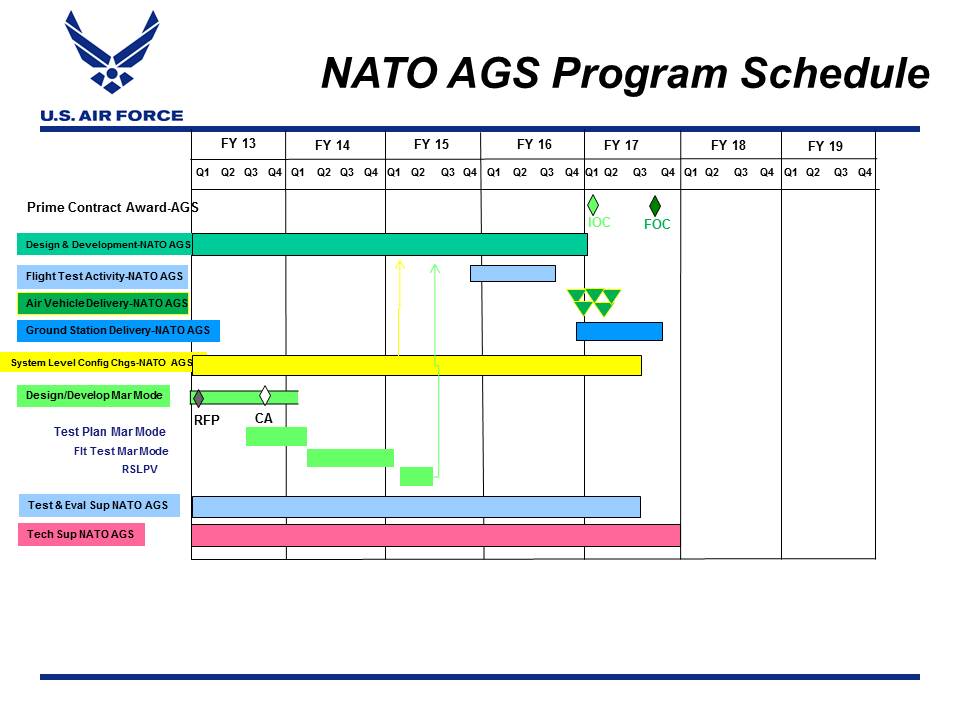 NATO AGS Program Schedule
U.S. AIR FORCE
FY 13 FY 14 FY 15 FY 16 FY 17 FY 18 FY 19
Q1 Q2 Q3 Q4 Q1 Q2 Q3 Q4 Q1 Q2 Q3 Q4 Q1 Q2 Q3 Q4 Q1 Q2 Q3 Q4 Q1 Q2 Q3 Q4 Q1 Q2 Q3 Q4
Prime Contract Award-AGS
IOC FOC
Design & Development-NATO AGS
Flight Test Activity-NATO AGS
Air Vehicle Delivery-NATO AGS
Ground Station Delivery-NATO AGS
System Level Config Chgs-NATO AGS
Design/Develop Mar Mode
RFP CA
Test Plan Mar Mode
Flt Test Mar Mode
RSLPV
Test & Eval Sup NATO AGS
Tech Sup NATO AGS